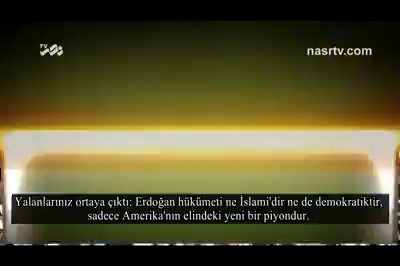 TV
nasrtv.com
Yalanlarınız ortaya çıktı: Erdoğan hükümeti ne İslami'dir ne de demokratiktir,
sadece Amerika'nın elindeki yeni bir piyondur.